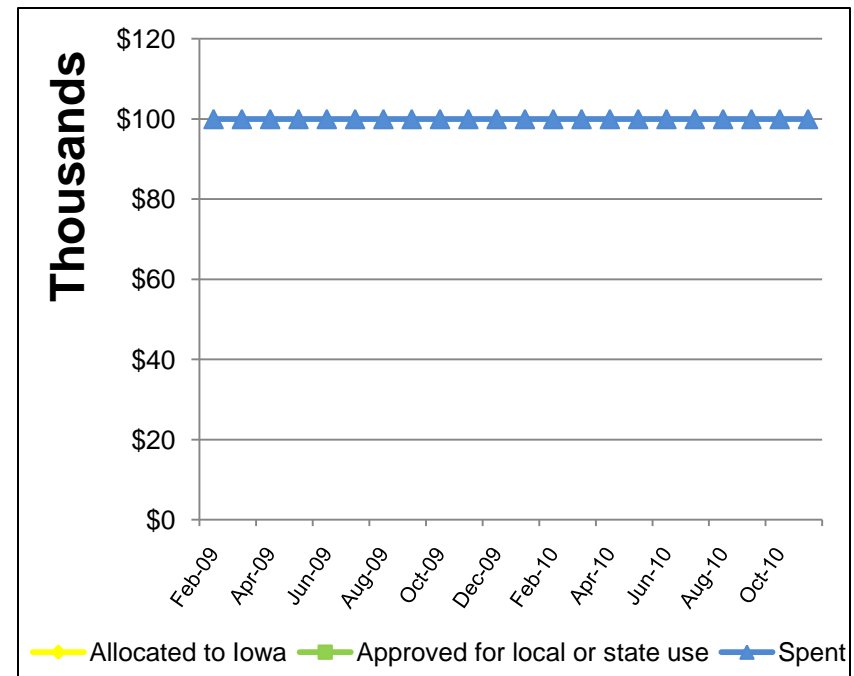 Thousands
$120
$100
$80
$60
$40
$20
$0
Feb-09
Apr-09
Jun-09
Aug-09
Oct-09
Dec-09
Feb-10
Apr-10
Jun-10
Aug-10
Oct-10
Allocated to Iowa
Approved for local or state use
Spent